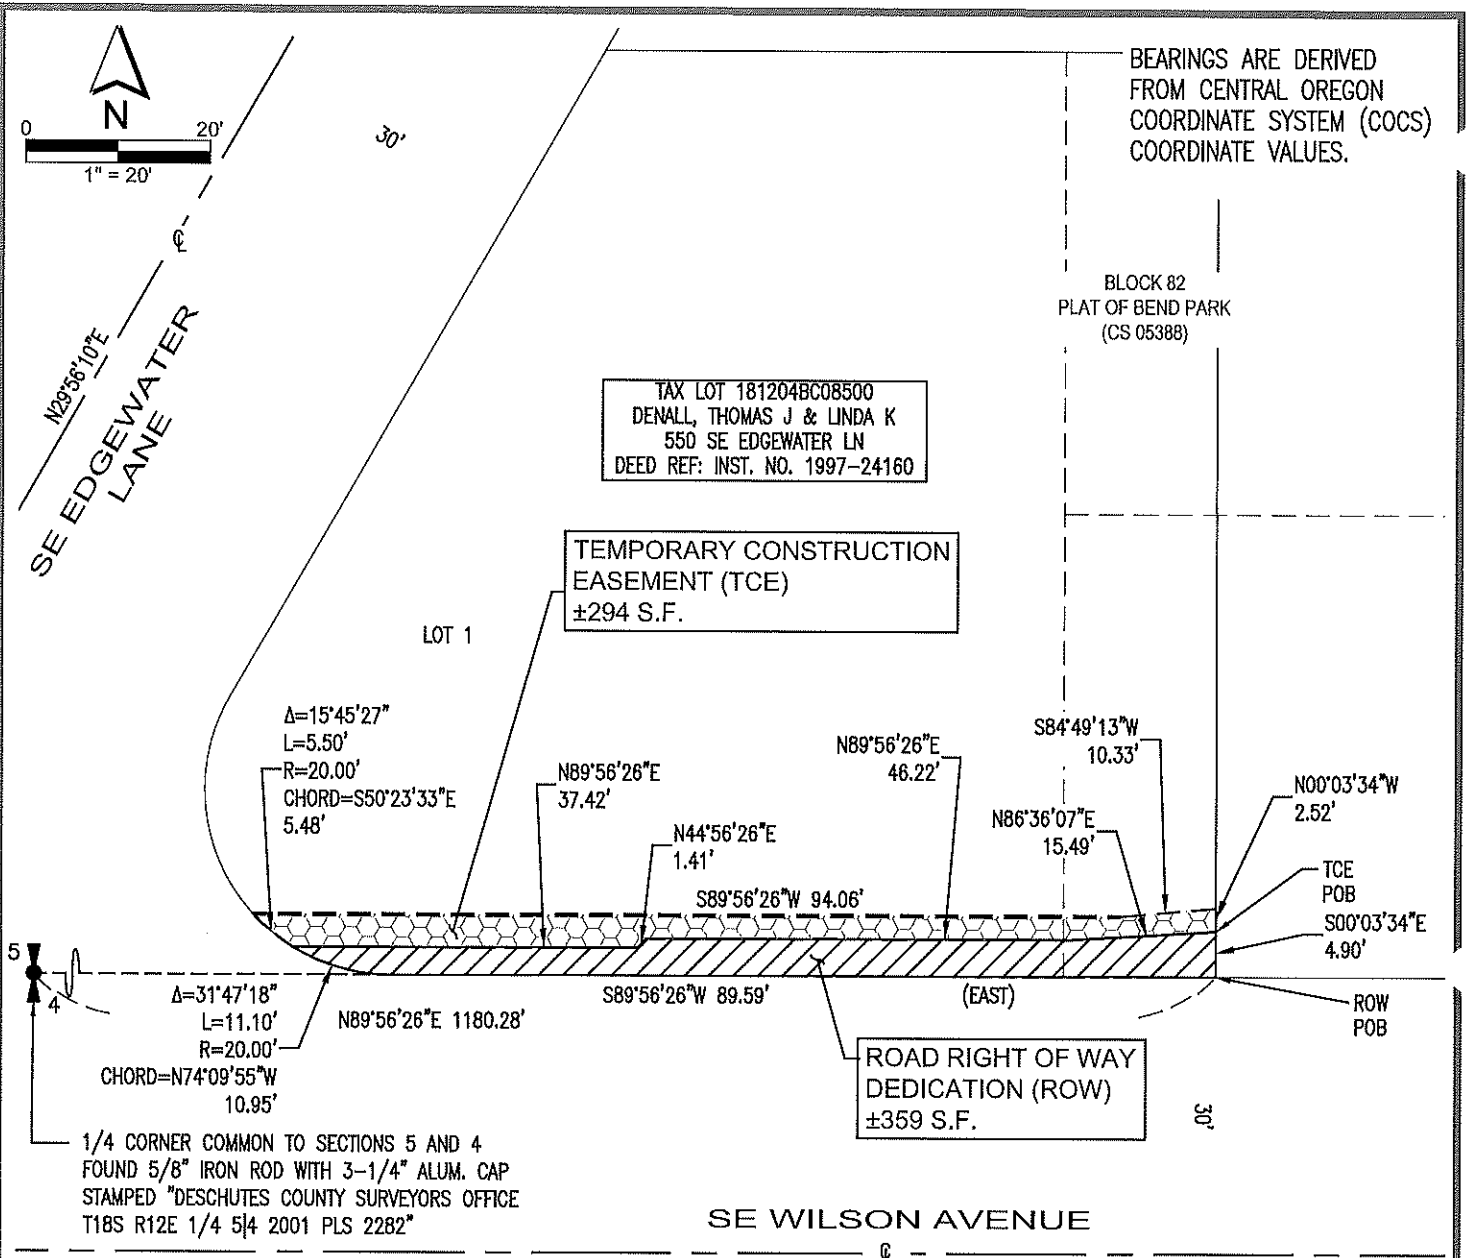 N
0 20'
1" = 20'
30'
BEARINGS ARE DERIVED
FROM CENTRAL OREGON
COORDINATE SYSTEM (COCS)
COORDINATE VALUES.
℄
N29°56'10"E
SE EDGEWATER
LANE
BLOCK 82
PLAT OF BEND PARK
(CS 05388)
TAX LOT 181204BC08500
DENALL, THOMAS J & LINDA K
550 SE EDGEWATER LN
DEED REF: INST. NO. 1997-24160
TEMPORARY CONSTRUCTION
EASEMENT (TCE)
±294 S.F.
LOT 1
Δ=15°45'27"
L=5.50'
R=20.00'
CHORD=S50°23'33"E
5.48'
N89°56'26"E
37.42'
N44°56'26"E
1.41'
S89°56'26"W 94.06'
N89°56'26"E
46.22'
S84°49'13"W
10.33'
N86°36'07"E
15.49'
N00°03'34"W
2.52'
TCE
POB
S00°03'34"E
4.90'
5
4
Δ=31°47'18"
L=11.10'
R=20.00'
CHORD=N74°09'55"W
10.95'
N89°56'26"E 1180.28'
S89°56'26"W 89.59'
(EAST)
ROW
POB
ROAD RIGHT OF WAY
DEDICATION (ROW)
±359 S.F.
30'
1/4 CORNER COMMON TO SECTIONS 5 AND 4
FOUND 5/8" IRON ROD WITH 3-1/4" ALUM. CAP
STAMPED "DESCHUTES COUNTY SURVEYORS OFFICE
T18S R12E 1/4 5|4 2001 PLS 2282"
SE WILSON AVENUE
℄